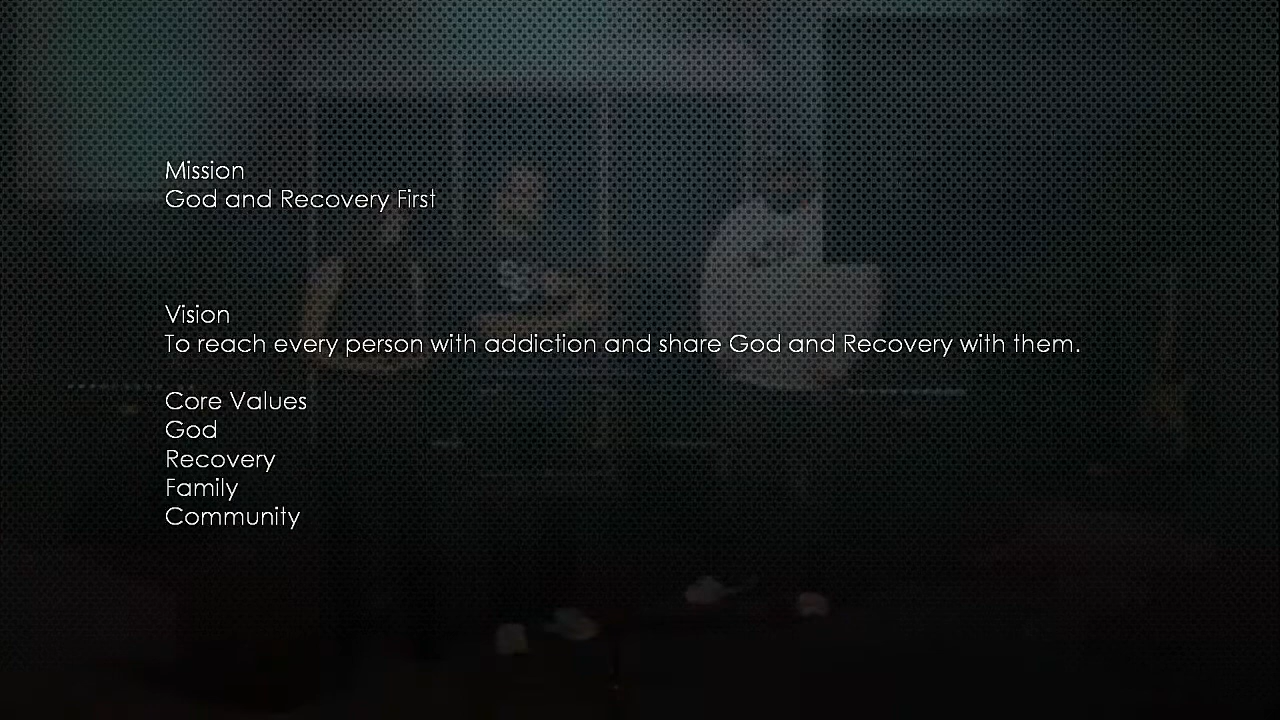 Mission
God and Recovery First
Vision
To reach every person with addiction and share God and Recovery with them.
Core Values
God
Recovery
Family
Community